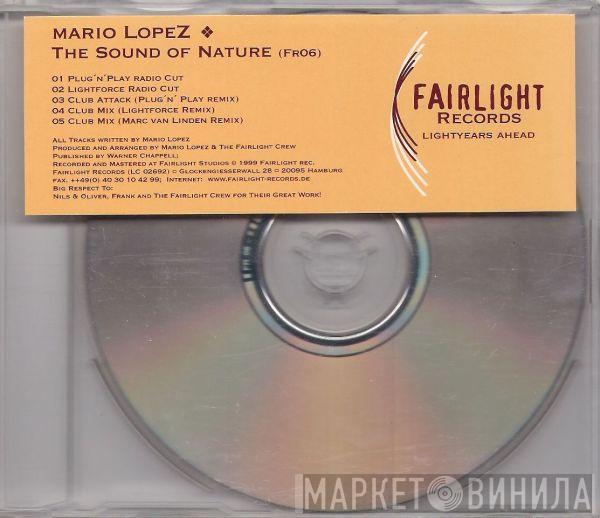 MARIO LOPEZ ❖
THE SOUND OF NATURE (FR06)
01 PLUG´N´PLAY RADIO CUT
02 LIGHTFORCE RADIO CUT
03 CLUB ATTACK (PLUG´N´ PLAY REMIX)
04 CLUB MIX (LIGHTFORCE REMIX)
05 CLUB MIX (MARC VAN LINDEN REMIX)
ALL TRACKS WRITTEN BY MARIO LOPEZ
PRODUCED AND ARRANGED BY MARIO LOPEZ & THE FAIRLIGHT CREW
PUBLISHED BY WARNER CHAPPELL;
RECORDED AND MASTERED AT FAIRLIGHT STUDIOS © 1999 FAIRLIGHT REC.
FAIRLIGHT RECORDS (LC 02692) © GLOCKENGIESSERWALL 28 © 20095 HAMBURG
FAX. ++49(0) 40 30 10 42 99; INTERNET: WWW.FAIRLIGHT-RECORDS.DE
BIG RESPECT TO:
NILS & OLIVER, FRANK AND THE FAIRLIGHT CREW FOR THEIR GREAT WORK!
FAIRLIGHT
RECORDS
LIGHTYEARS AHEAD
МАРКЕТ ВИНИЛА